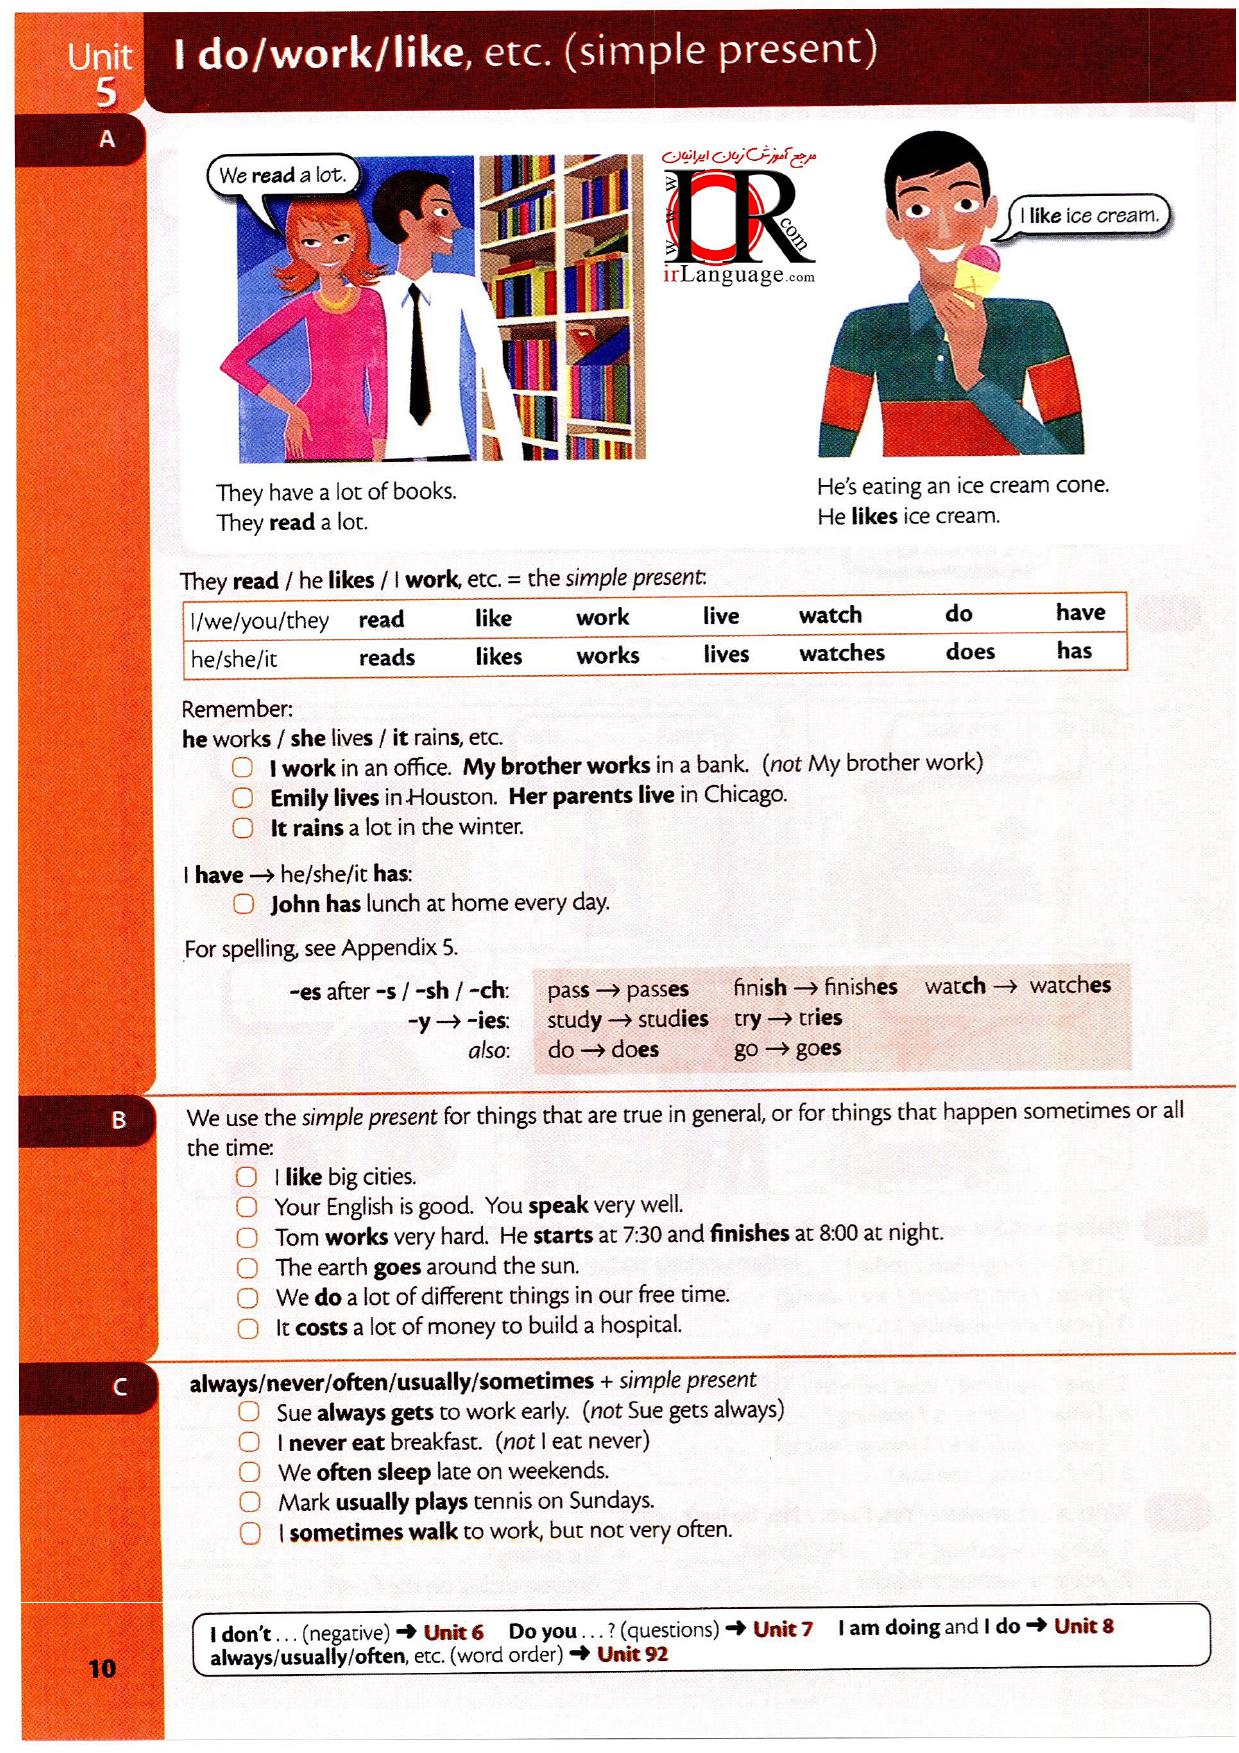 Unit
5
I do/work/like, etc. (simple present)
A
We read a lot.
مرجع آموزش زبان ایرانیان
www
IR
.com
irLanguage.com
I like ice cream.
They have a lot of books.
They read a lot.
He's eating an ice cream cone.
He likes ice cream.
They read / he likes / I work, etc. = the simple present:
I/we/you/they read like work live watch do have
he/she/it reads likes works lives watches does has
Remember:
he works / she lives / it rains, etc.
I work in an office. My brother works in a bank. (not My brother work)
Emily lives in Houston. Her parents live in Chicago.
It rains a lot in the winter.
I have → he/she/it has:
John has lunch at home every day.
For spelling, see Appendix 5.
-es after -s / -sh / -ch: pass → passes finish → finishes watch → watches
-y → -ies: study → studies try → tries
also: do → does go → goes
B
We use the simple present for things that are true in general, or for things that happen sometimes or all
the time:
I like big cities.
Your English is good. You speak very well.
Tom works very hard. He starts at 7:30 and finishes at 8:00 at night.
The earth goes around the sun.
We do a lot of different things in our free time.
It costs a lot of money to build a hospital.
C
always/never/often/usually/sometimes + simple present
Sue always gets to work early. (not Sue gets always)
I never eat breakfast. (not I eat never)
We often sleep late on weekends.
Mark usually plays tennis on Sundays.
I sometimes walk to work, but not very often.
I don't ... (negative) → Unit 6 Do you ... ? (questions) → Unit 7 I am doing and I do → Unit 8
always/usually/often, etc. (word order) → Unit 92
10